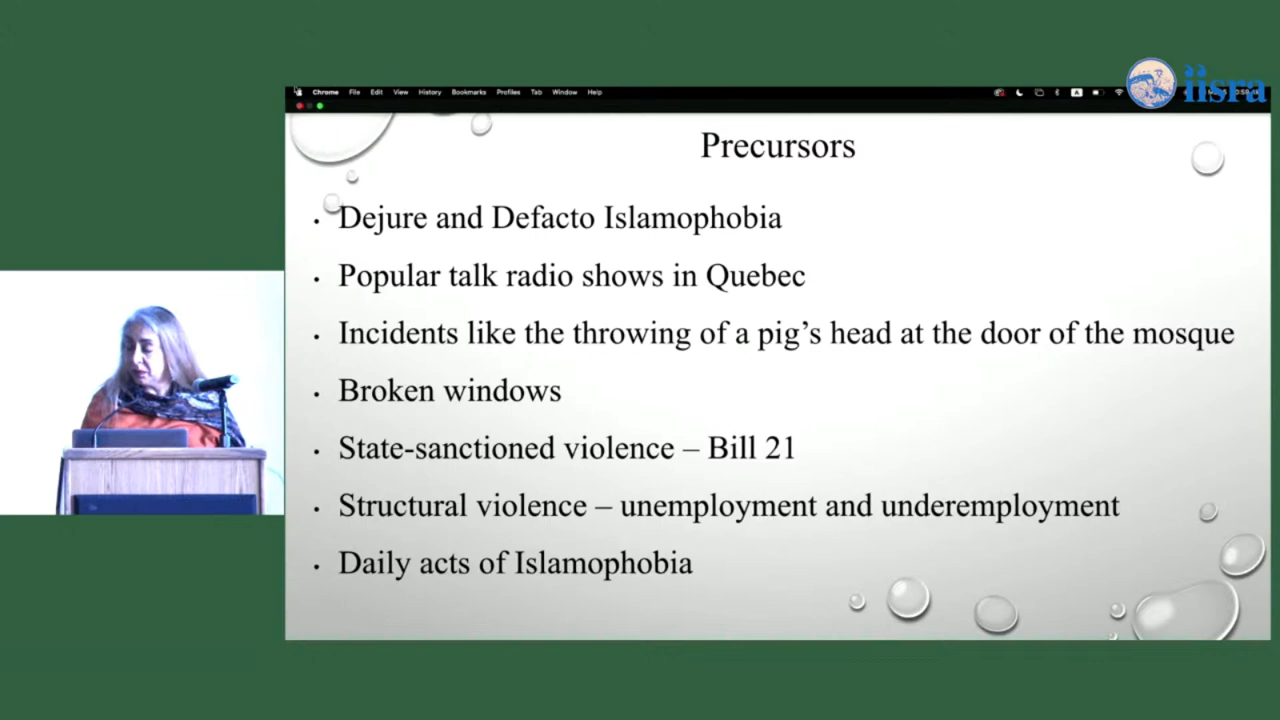 Chrome File Edit View History Bookmarks Profiles Tab Window Help
iisra
Precursors
Dejure and Defacto Islamophobia
Popular talk radio shows in Quebec
Incidents like the throwing of a pig’s head at the door of the mosque
Broken windows
State-sanctioned violence – Bill 21
Structural violence – unemployment and underemployment
Daily acts of Islamophobia